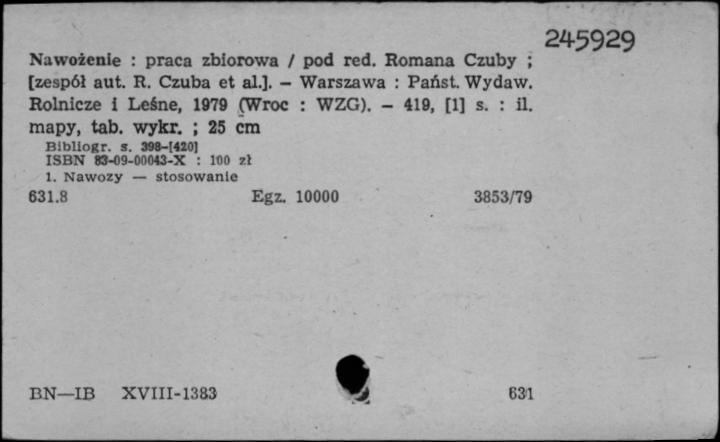 245929
Nawożenie : praca zbiorowa / pod red. Romana Czuby ;
[zespół aut. R. Czuba et al.]. – Warszawa : Państ. Wydaw.
Rolnicze i Leśne, 1979 (Wroc : WZG). – 419, [1] s. : il.
mapy, tab. wykr. ; 25 cm
Bibliogr. s. 398–[420]
ISBN 83-09-00043-X : 100 zł
1. Nawozy — stosowanie
631.8 Egz. 10000 3853/79
BN—IB XVIII-1383 631